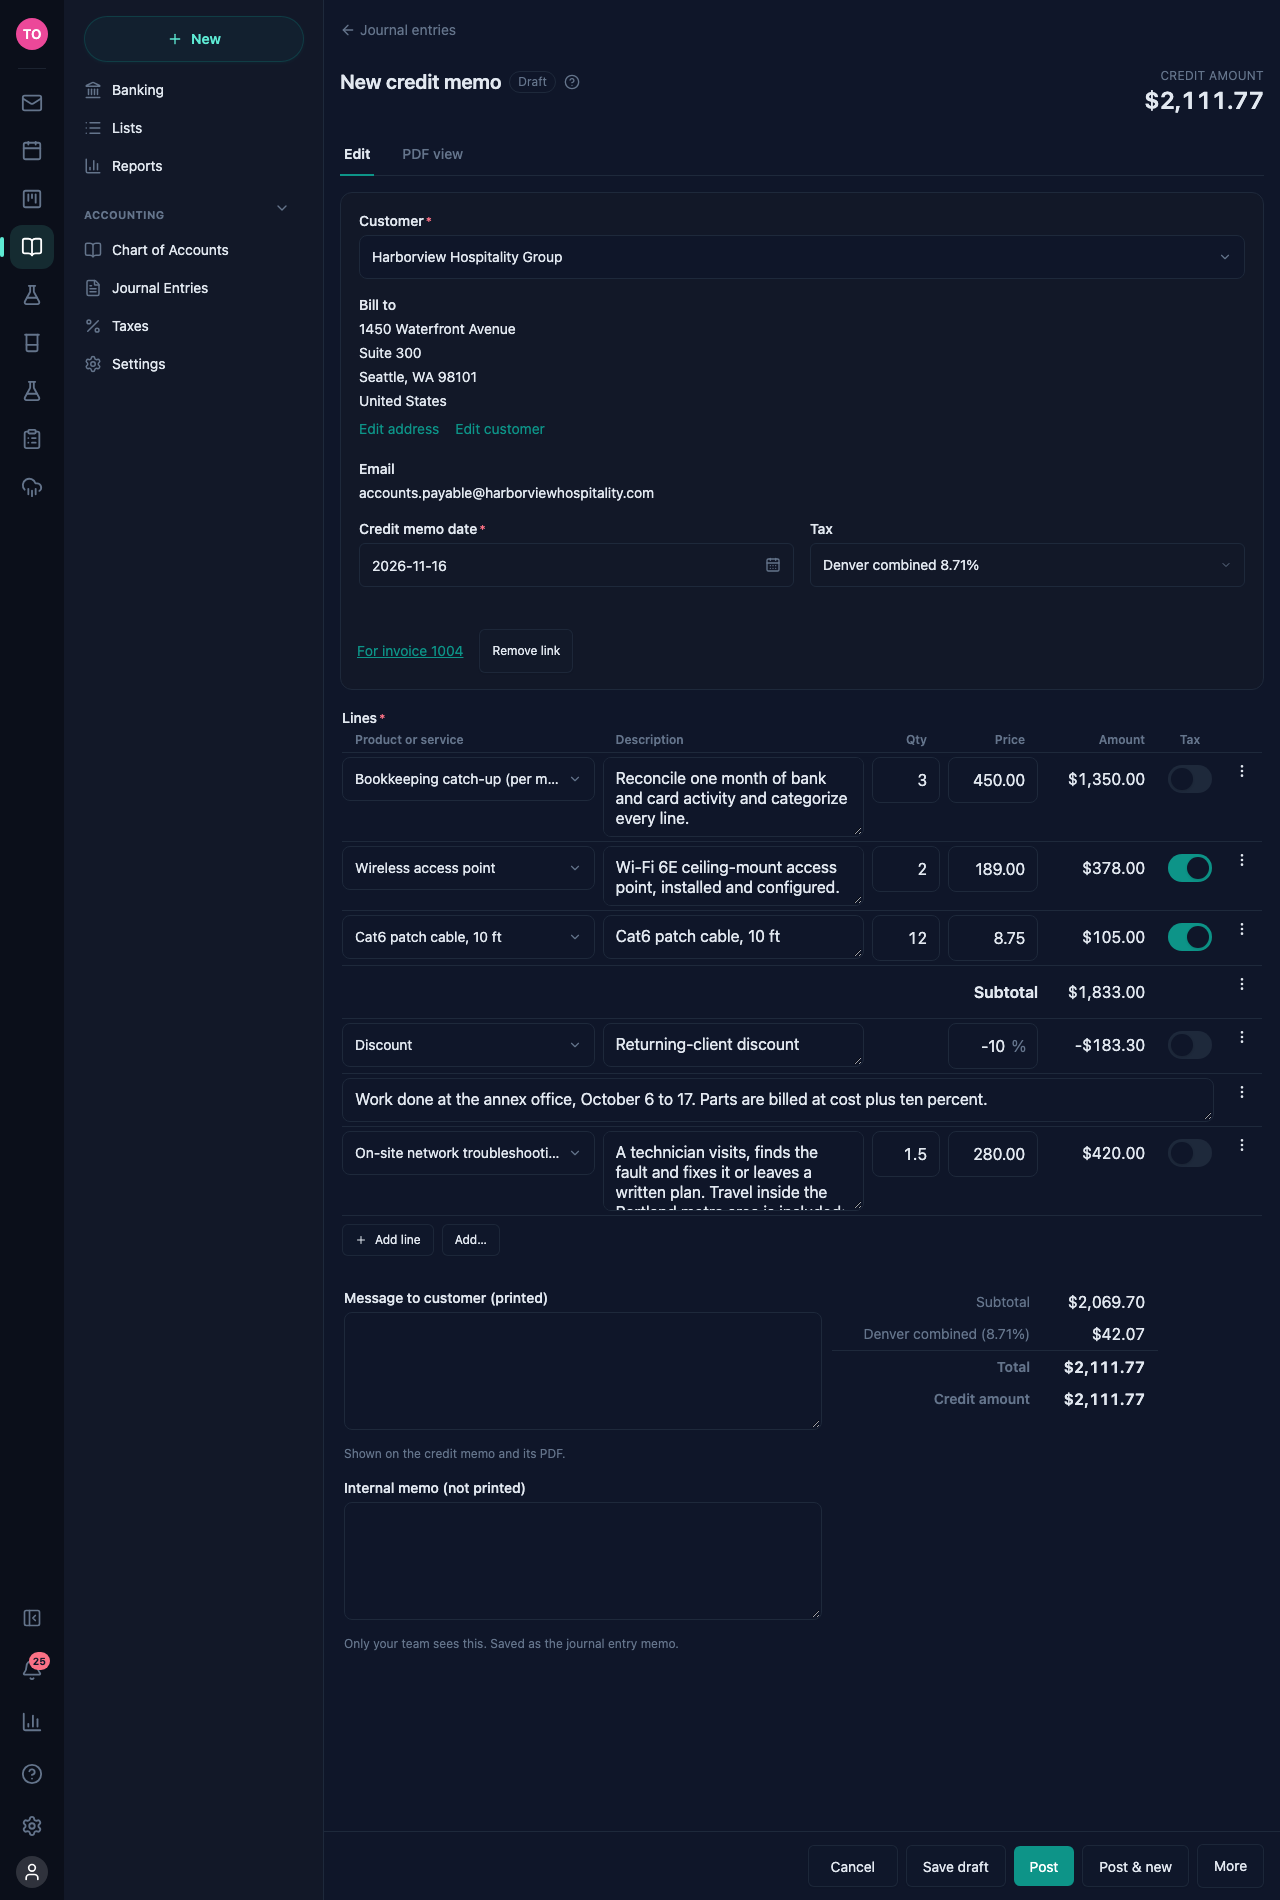 TO
New
Banking
Lists
Reports
ACCOUNTING
Chart of Accounts
Journal Entries
Taxes
Settings
25
Journal entries
New credit memo
Draft
CREDIT AMOUNT
$2,111.77
Edit
PDF view
Customer*
Harborview Hospitality Group
Bill to
1450 Waterfront Avenue
Suite 300
Seattle, WA 98101
United States
Edit address
Edit customer
Email
accounts.payable@harborviewhospitality.com
Credit memo date*
Tax
2026-11-16
Denver combined 8.71%
For invoice 1004
Remove link
Lines*
Product or service
Description
Qty
Price
Amount
Tax
Bookkeeping catch-up (per m...
Reconcile one month of bank
and card activity and categorize
every line.
3
450.00
$1,350.00
Wireless access point
Wi-Fi 6E ceiling-mount access
point, installed and configured.
2
189.00
$378.00
Cat6 patch cable, 10 ft
Cat6 patch cable, 10 ft
12
8.75
$105.00
Subtotal
$1,833.00
Discount
Returning-client discount
-10 %
-$183.30
Work done at the annex office, October 6 to 17. Parts are billed at cost plus ten percent.
On-site network troubleshooti...
A technician visits, finds the
fault and fixes it or leaves a
written plan. Travel inside the
Portland metro area is included;
1.5
280.00
$420.00
Add line
Add...
Message to customer (printed)
Shown on the credit memo and its PDF.
Subtotal
$2,069.70
Denver combined (8.71%)
$42.07
Total
$2,111.77
Credit amount
$2,111.77
Internal memo (not printed)
Only your team sees this. Saved as the journal entry memo.
Cancel
Save draft
Post
Post & new
More